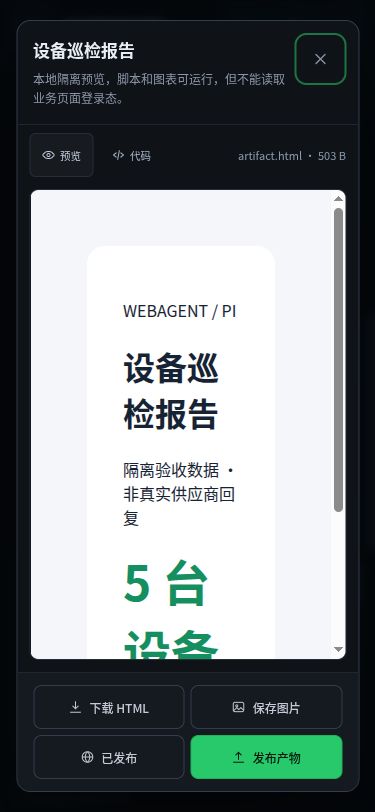 设备巡检报告
本地隔离预览，脚本和图表可运行，但不能读取
业务页面登录态。
预览
代码
artifact.html · 503 B
WEBAGENT / PI
设备巡
检报告
隔离验收数据 ·
非真实供应商回
复
5 台
设备
下载 HTML
保存图片
已发布
发布产物